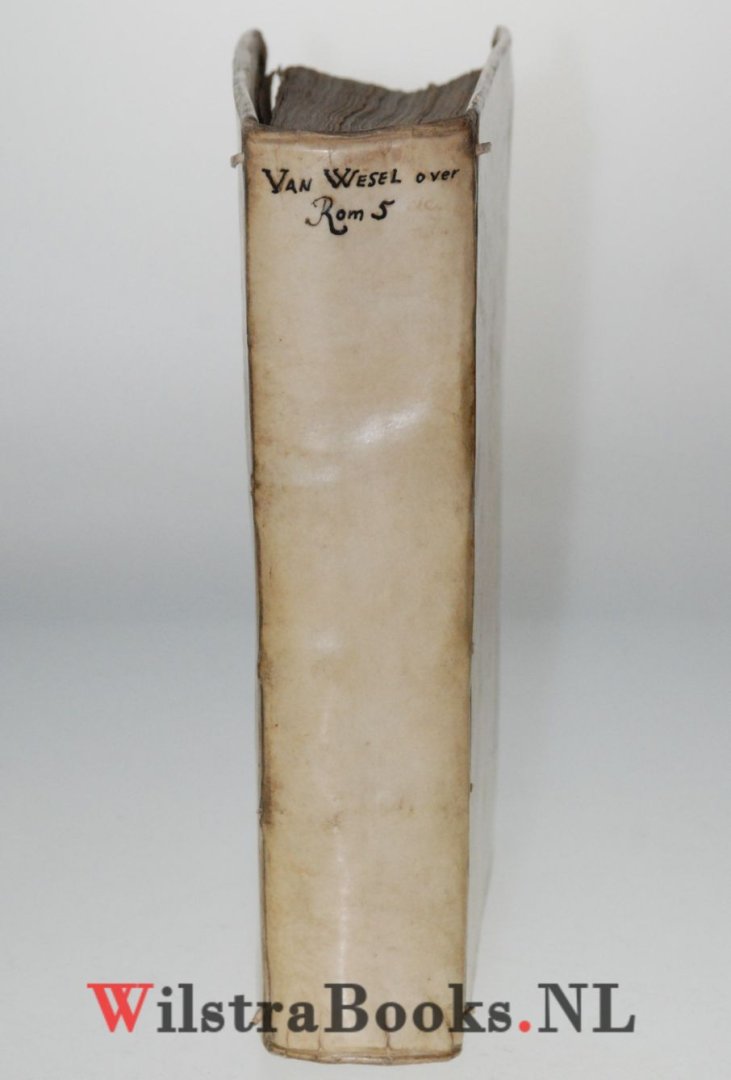 VAN WESEL over
Rom 5
WilstraBooks.NL